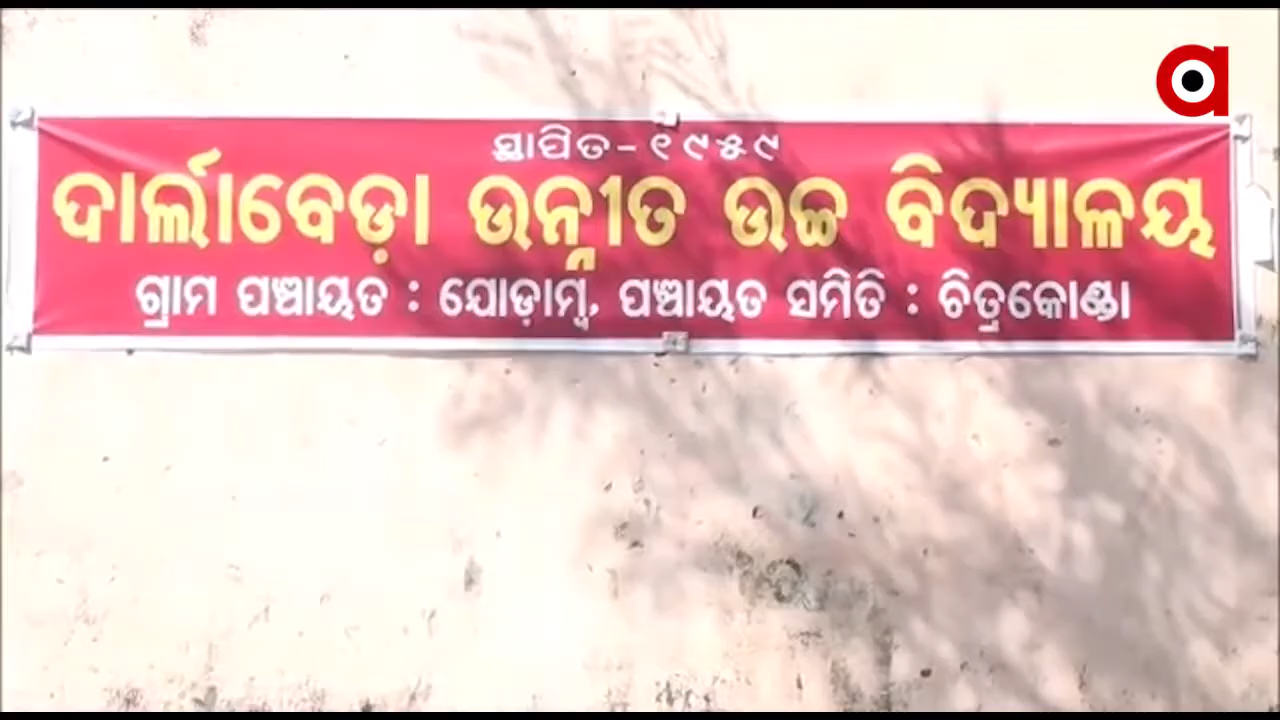 ସ୍ଥାପିତ-୧୯୫୯
ଦାର୍ଲାବେଡ଼ା ଉନ୍ନୀତ ଉଚ୍ଚ ବିଦ୍ୟାଳୟ
ଗ୍ରାମ ପଞ୍ଚାୟତ : ଯୋଡ଼ାମ୍ବ, ପଞ୍ଚାୟତ ସମିତି : ଚିତ୍ରକୋଣ୍ଡା